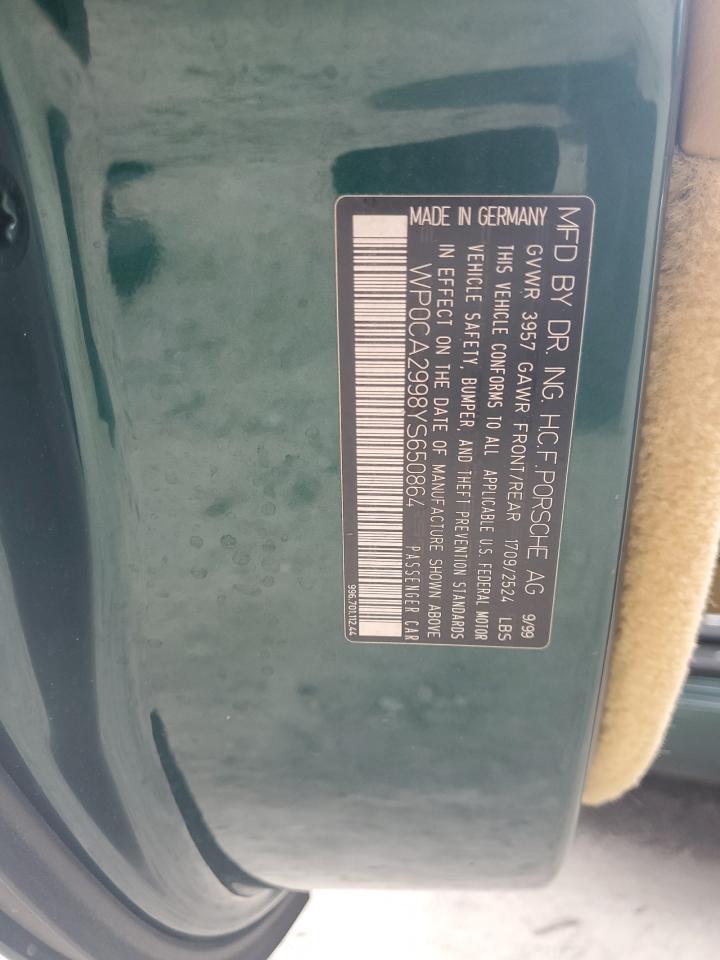 MFD BY DR. ING. H.C.F. PORSCHE AG
GVWR 3957 GAWR FRONT/REAR 1709/2524 LBS 9/99
THIS VEHICLE CONFORMS TO ALL APPLICABLE U.S. FEDERAL MOTOR
VEHICLE SAFETY, BUMPER, AND THEFT PREVENTION STANDARDS
IN EFFECT ON THE DATE OF MANUFACTURE SHOWN ABOVE
MADE IN GERMANY WP0CA2998YS650864 PASSENGER CAR
996.701.112.44